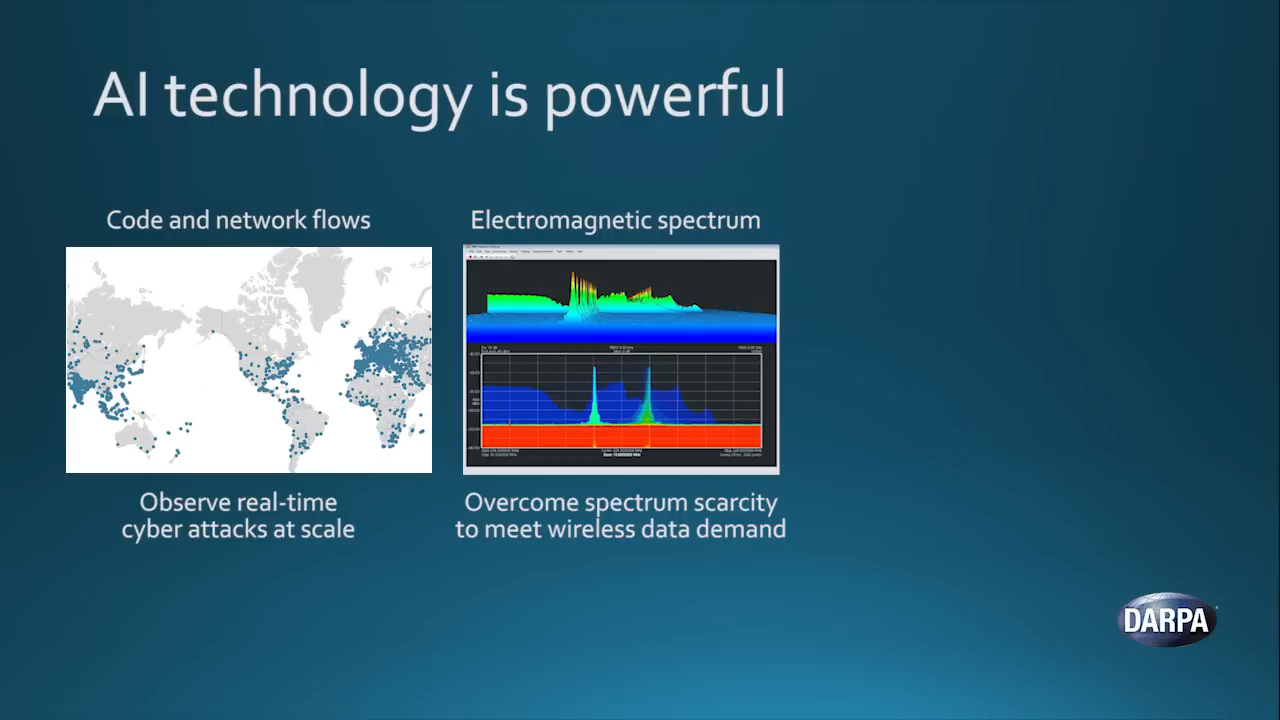 AI technology is powerful
Code and network flows
Electromagnetic spectrum
Observe real-time
cyber attacks at scale
Overcome spectrum scarcity
to meet wireless data demand
DARPA